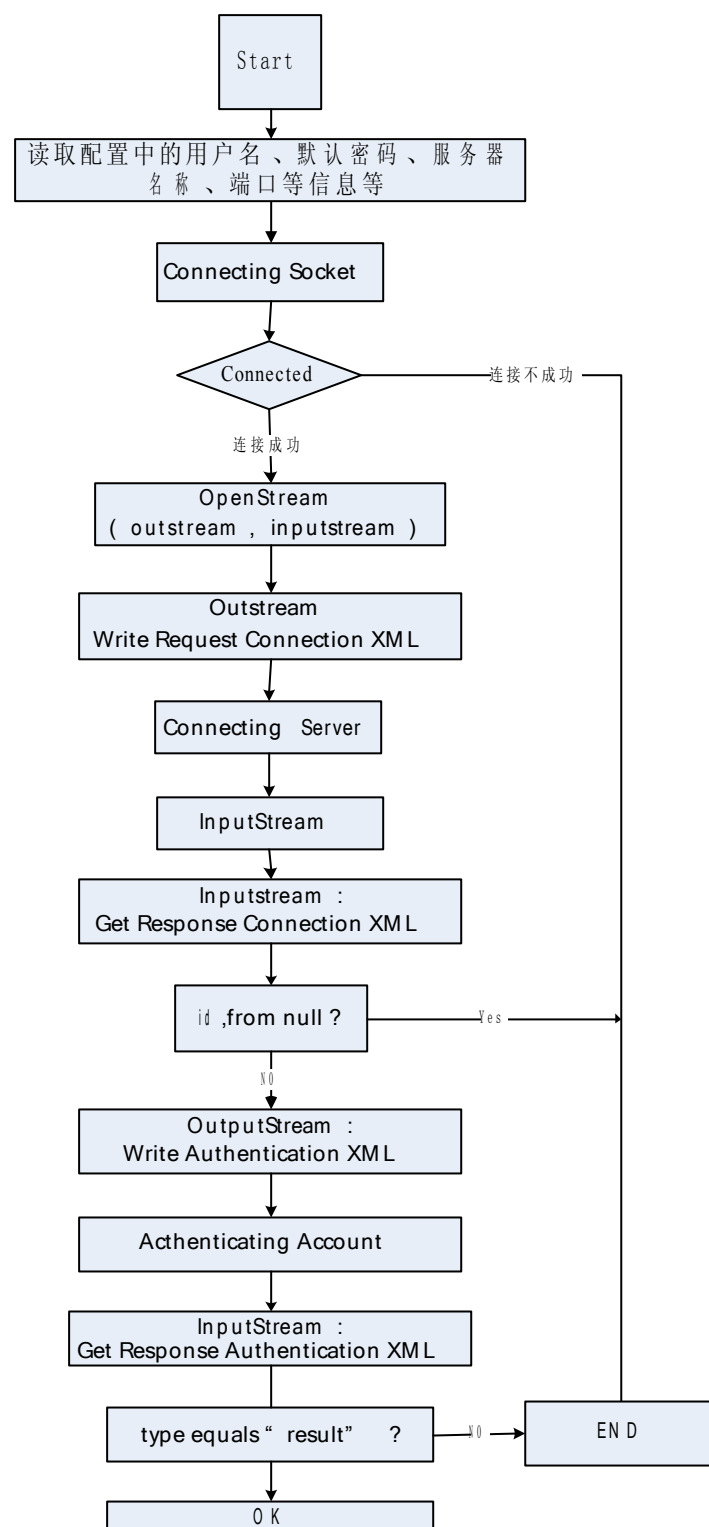 Start
读取配置中的用户名、默认密码、服务器
名称、端口等信息等
Connecting Socket
Connected
连接不成功
连接成功
OpenStream
( outstream , inputstream )
Outstream
Write Request Connection XML
Connecting Server
InputStream
Inputstream :
Get Response Connection XML
id ,from null ?
Yes
NO
OutputStream :
Write Authentication XML
Acthenticating Account
InputStream :
Get Response Authentication XML
type equals“ result” ?
NO
END
OK